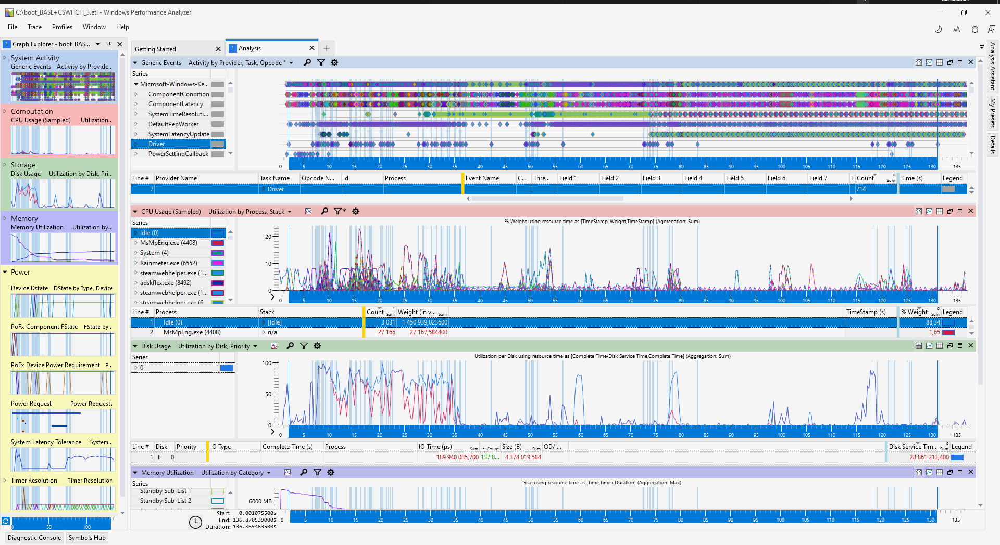 C:\boot_BASE+CSWITCH_3.etl - Windows Performance Analyzer
File Trace Profiles Window Help
1 Graph Explorer - boot_BAS...
System Activity
Generic Events Activity by Provide...
Computation
CPU Usage (Sampled) Utilization...
Storage
Disk Usage Utilization by Disk, Pri...
Memory
Memory Utilization Utilization by...
Power
Device Dstate DState by Type, Device
PoFx Component FState FState by...
PoFx Device Power Requirement P...
Power Request Power Requests
System Latency Tolerance System...
Timer Resolution Timer Resolution
0 50 100
Diagnostic Console Symbols Hub
Getting Started
1 Analysis
Generic Events Activity by Provider, Task, Opcode *
Series
Microsoft-Windows-Ke...
ComponentCondition
ComponentLatency
SystemTimeResoluti...
DefaultPepWorker
SystemLatencyUpdate
Driver
PowerSettingCallback
0 5 10 15 20 25 30 35 40 45 50 55 60 65 70 75 80 85 90 95 100 105 110 115 120 125 130 135
Line # Provider Name Task Name Opcode N... Id Process Event Name C... Thre... Field 1 Field 2 Field 3 Field 4 Field 5 Field 6 Field 7 Fi Count 0 Sum Time (s) Legend
7 Driver 714
CPU Usage (Sampled) Utilization by Process, Stack
Series
Idle (0)
MsMpEng.exe (4408)
System (4)
Rainmeter.exe (6552)
steamwebhelper.exe (1...
adskflex.exe (8492)
steamwebhelper.exe (1...
steamwebhelper.exe (6...
% Weight using resource time as [TimeStamp-Weight,TimeStamp] (Aggregation: Sum)
20
10
0
0 5 10 15 20 25 30 35 40 45 50 55 60 65 70 75 80 85 90 95 100 105 110 115 120 125 130 135
Line # Process Stack Count 1 Sum Weight (in v... Sum TimeStamp (s) % Weight 0 Sum Legend
1 Idle (0) [Idle] 3 031 1 450 939,023600 88,34
2 MsMpEng.exe (4408) n/a 27 166 27 167,584400 1,65
Disk Usage Utilization by Disk, Priority
Series
0
Utilization per Disk using resource time as [Complete Time-Disk Service Time,Complete Time] (Aggregation: Sum)
100
50
0
0 5 10 15 20 25 30 35 40 45 50 55 60 65 70 75 80 85 90 95 100 105 110 115 120 125 130 135
Line # Disk Priority IO Type Complete Time (s) Process IO Time (µs) Sum ... Count Size (B) Sum QD/I... Disk Service Tim... 0 Sum Legend
1 0 189 940 085,700 137 8... 4 374 019 584 28 861 213,400
Memory Utilization Utilization by Category
Series
Standby Sub-List 1
Standby Sub-List 2
Size using resource time as [Time,Time+Duration] (Aggregation: Max)
6000 MB
Start: 0.001075500s
End: 136.870539000s
Duration: 136.869463500s
0 5 10 15 20 25 30 35 40 45 50 55 60 65 70 75 80 85 90 95 100 105 110 115 120 125 130 135
Analysis Assistant
My Presets
Details